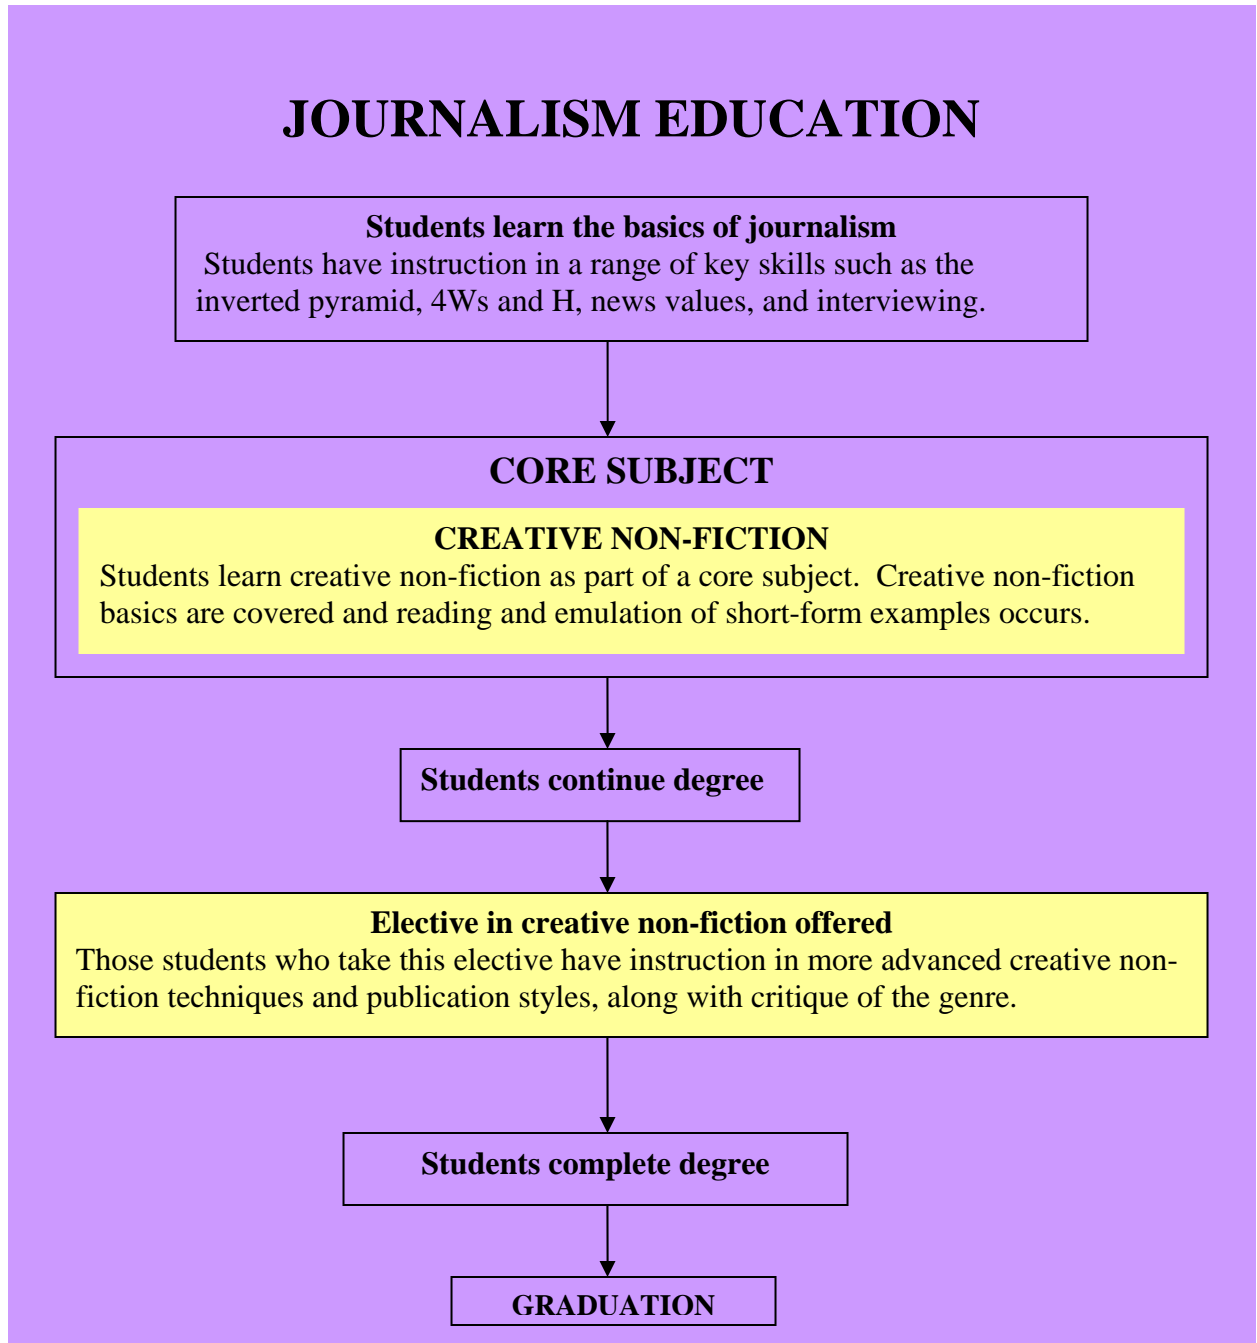 JOURNALISM EDUCATION
Students learn the basics of journalism
Students have instruction in a range of key skills such as the
inverted pyramid, 4Ws and H, news values, and interviewing.
CORE SUBJECT
CREATIVE NON-FICTION
Students learn creative non-fiction as part of a core subject.  Creative non-fiction
basics are covered and reading and emulation of short-form examples occurs.
Students continue degree
Elective in creative non-fiction offered
Those students who take this elective have instruction in more advanced creative non-
fiction techniques and publication styles, along with critique of the genre.
Students complete degree
GRADUATION